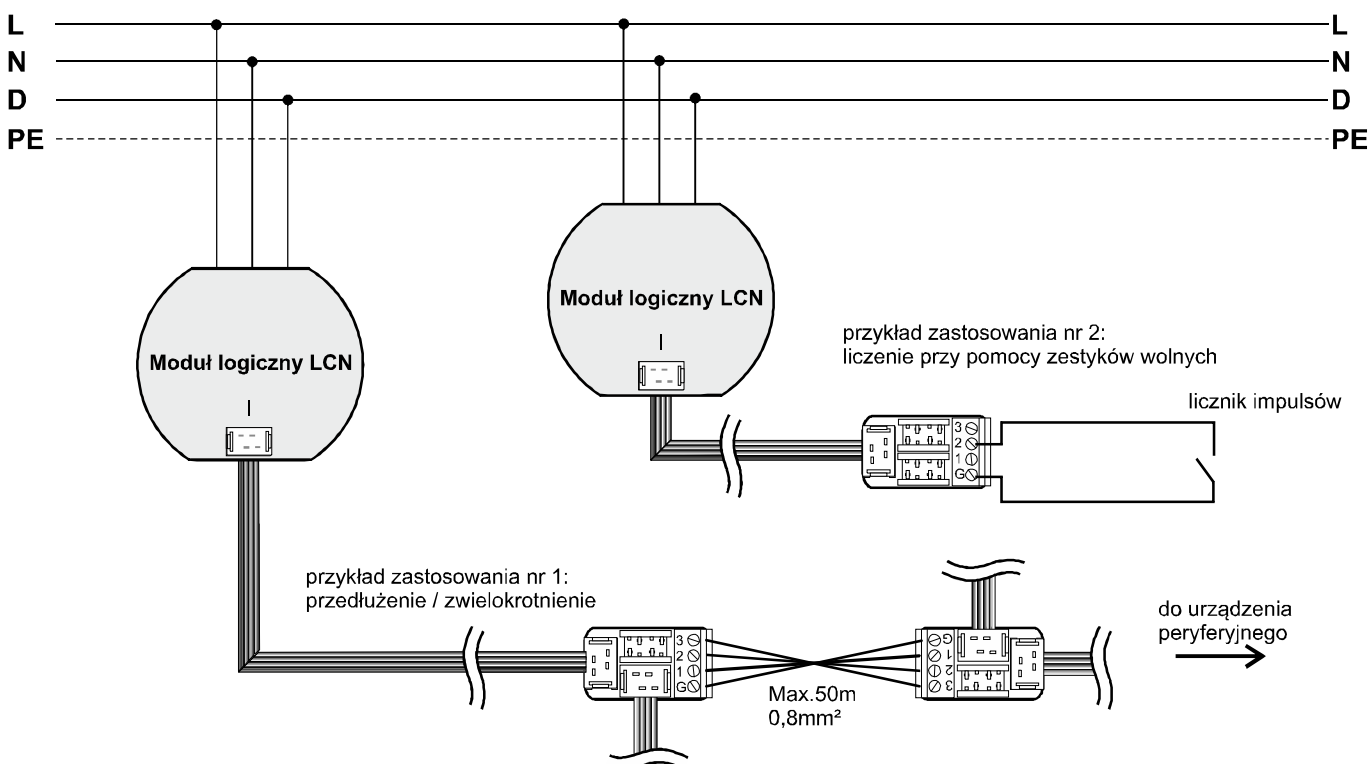 L L
N N
D D
PE PE
Moduł logiczny LCN
I
przykład zastosowania nr 2:
liczenie przy pomocy zestyków wolnych
licznik impulsów
3
2
1
G
Moduł logiczny LCN
I
przykład zastosowania nr 1:
przedłużenie / zwielokrotnienie
3
2
1
G
Max.50m
0,8mm²
G
1
2
3
do urządzenia
peryferyjnego